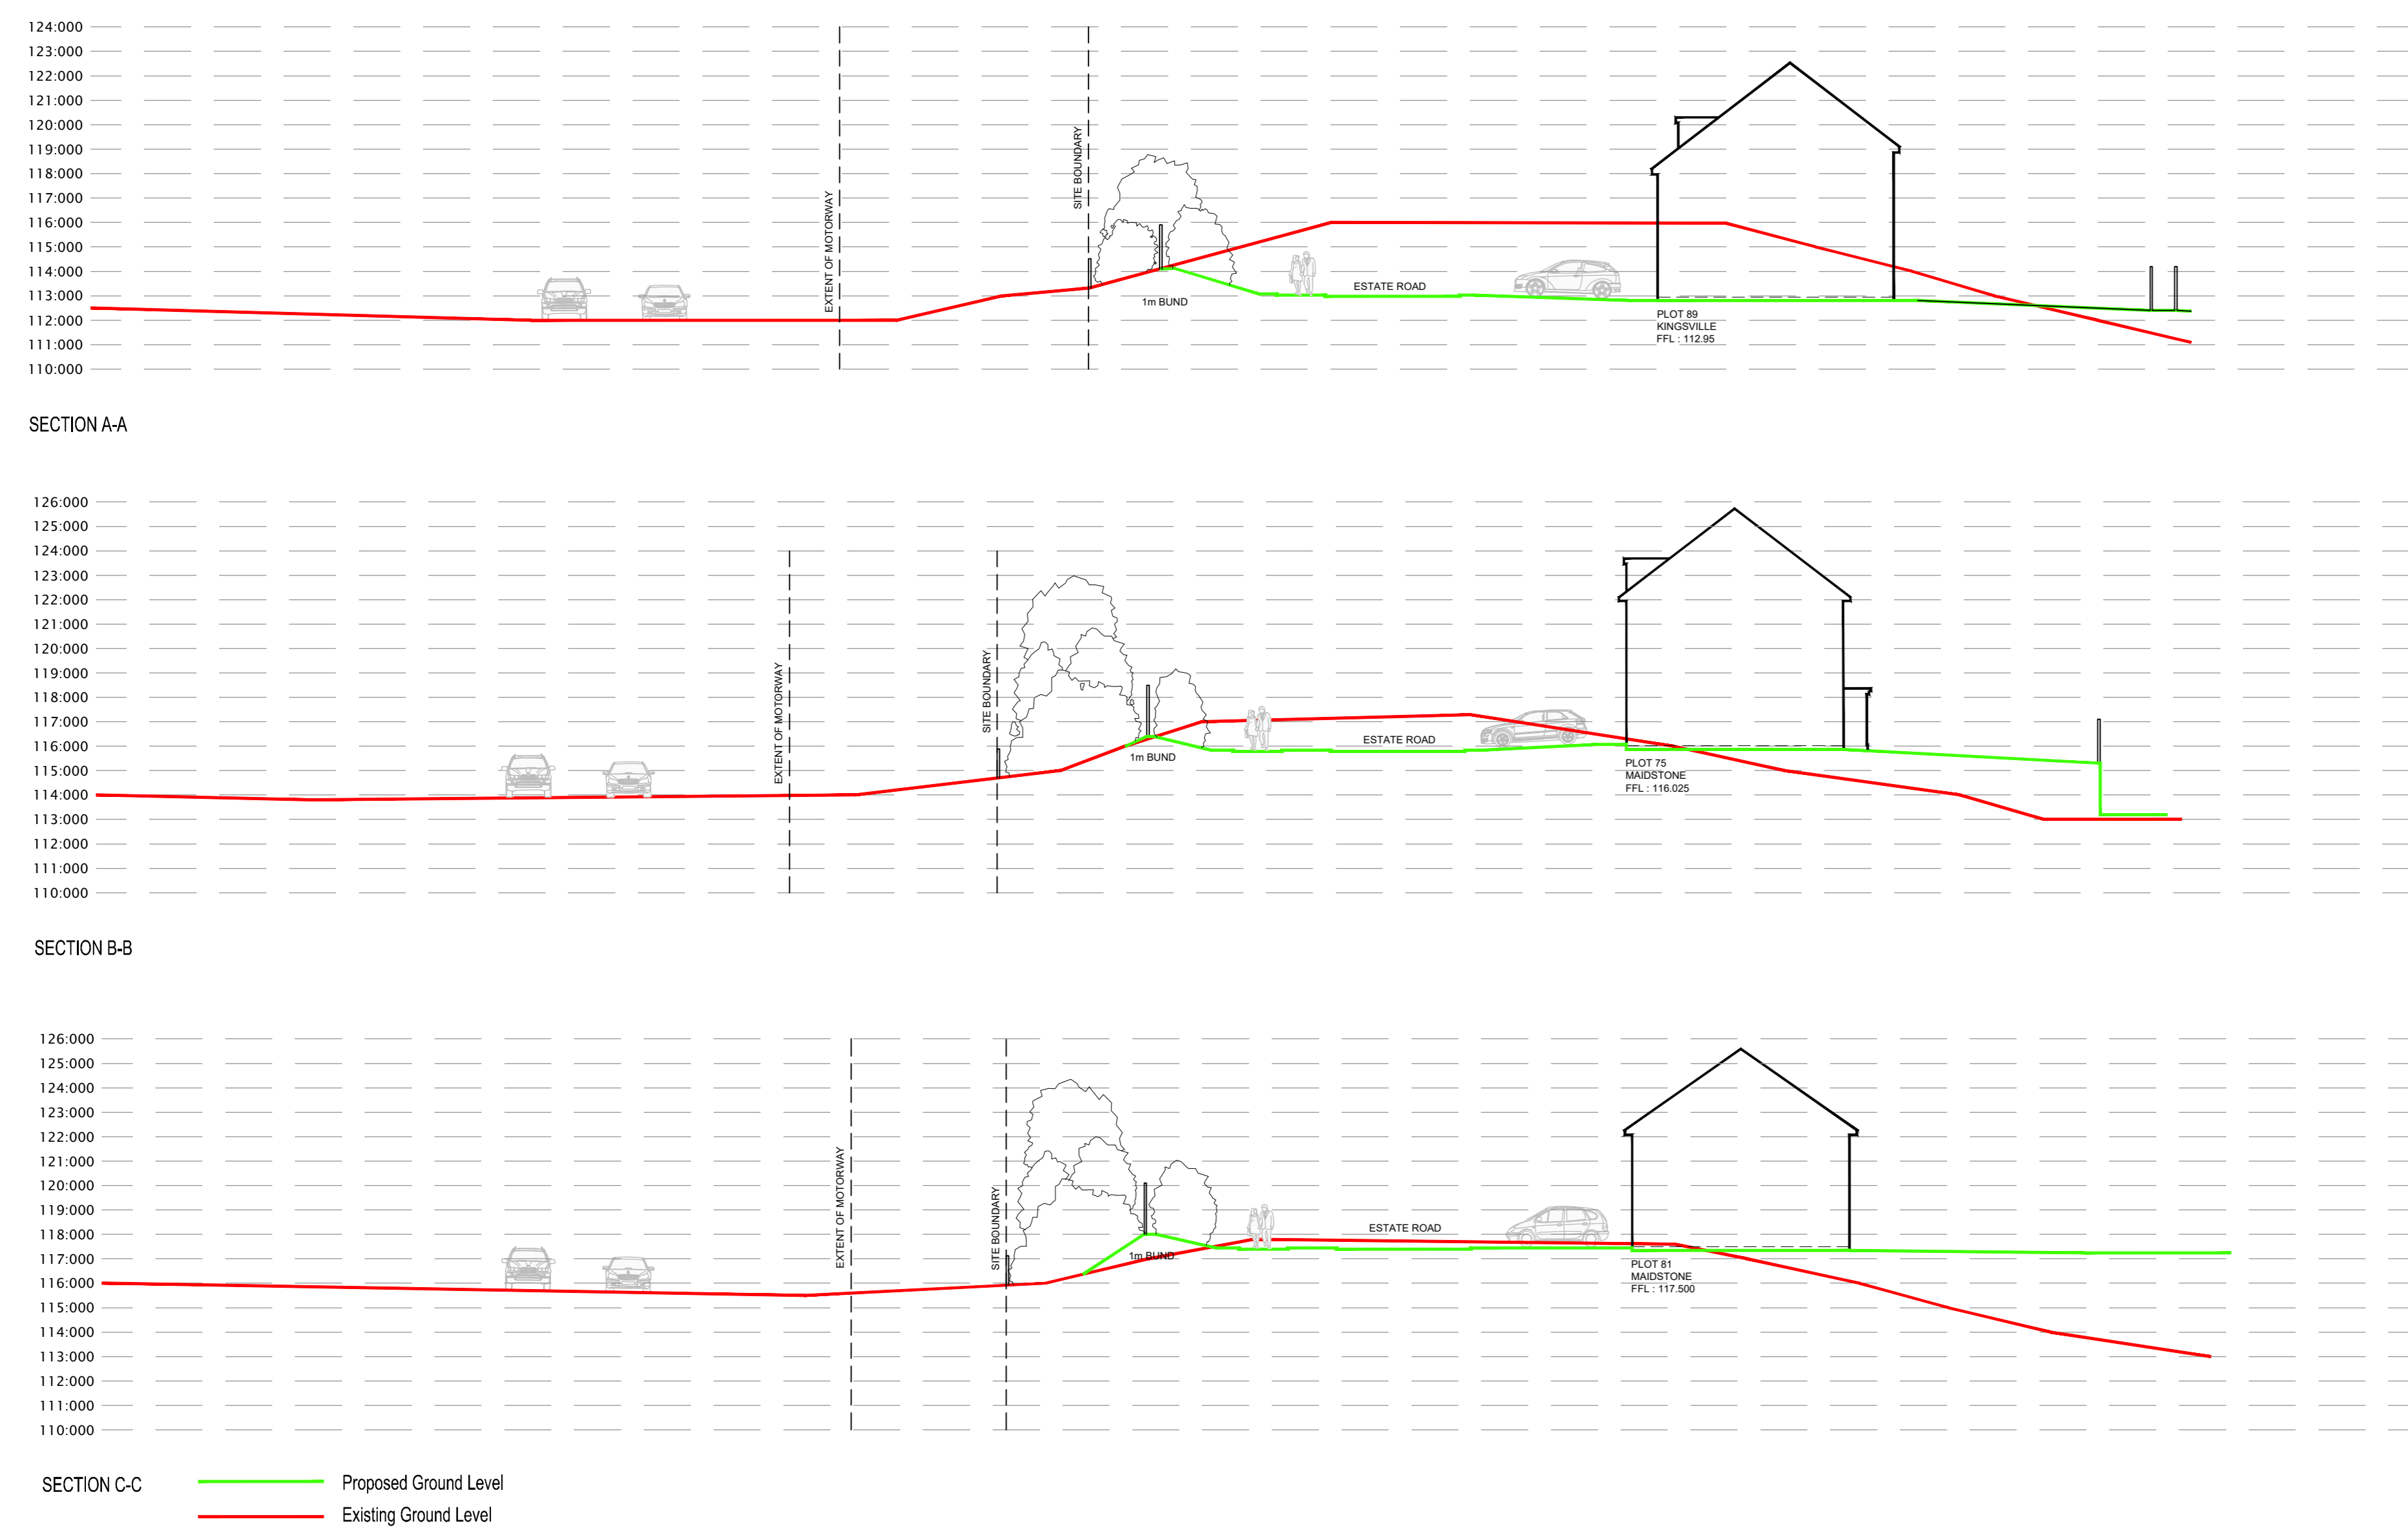 124:000
123:000
122:000
121:000
120:000
119:000
118:000
117:000
116:000
115:000
114:000
113:000
112:000
111:000
110:000
EXTENT OF MOTORWAY
SITE BOUNDARY
1m BUND
ESTATE ROAD
PLOT 89
KINGSVILLE
FFL : 112.95
SECTION A-A
126:000
125:000
124:000
123:000
122:000
121:000
120:000
119:000
118:000
117:000
116:000
115:000
114:000
113:000
112:000
111:000
110:000
EXTENT OF MOTORWAY
SITE BOUNDARY
1m BUND
ESTATE ROAD
PLOT 75
MAIDSTONE
FFL : 116.025
SECTION B-B
126:000
125:000
124:000
123:000
122:000
121:000
120:000
119:000
118:000
117:000
116:000
115:000
114:000
113:000
112:000
111:000
110:000
EXTENT OF MOTORWAY
SITE BOUNDARY
1m BUND
ESTATE ROAD
PLOT 81
MAIDSTONE
FFL : 117.500
SECTION C-C
Proposed Ground Level
Existing Ground Level